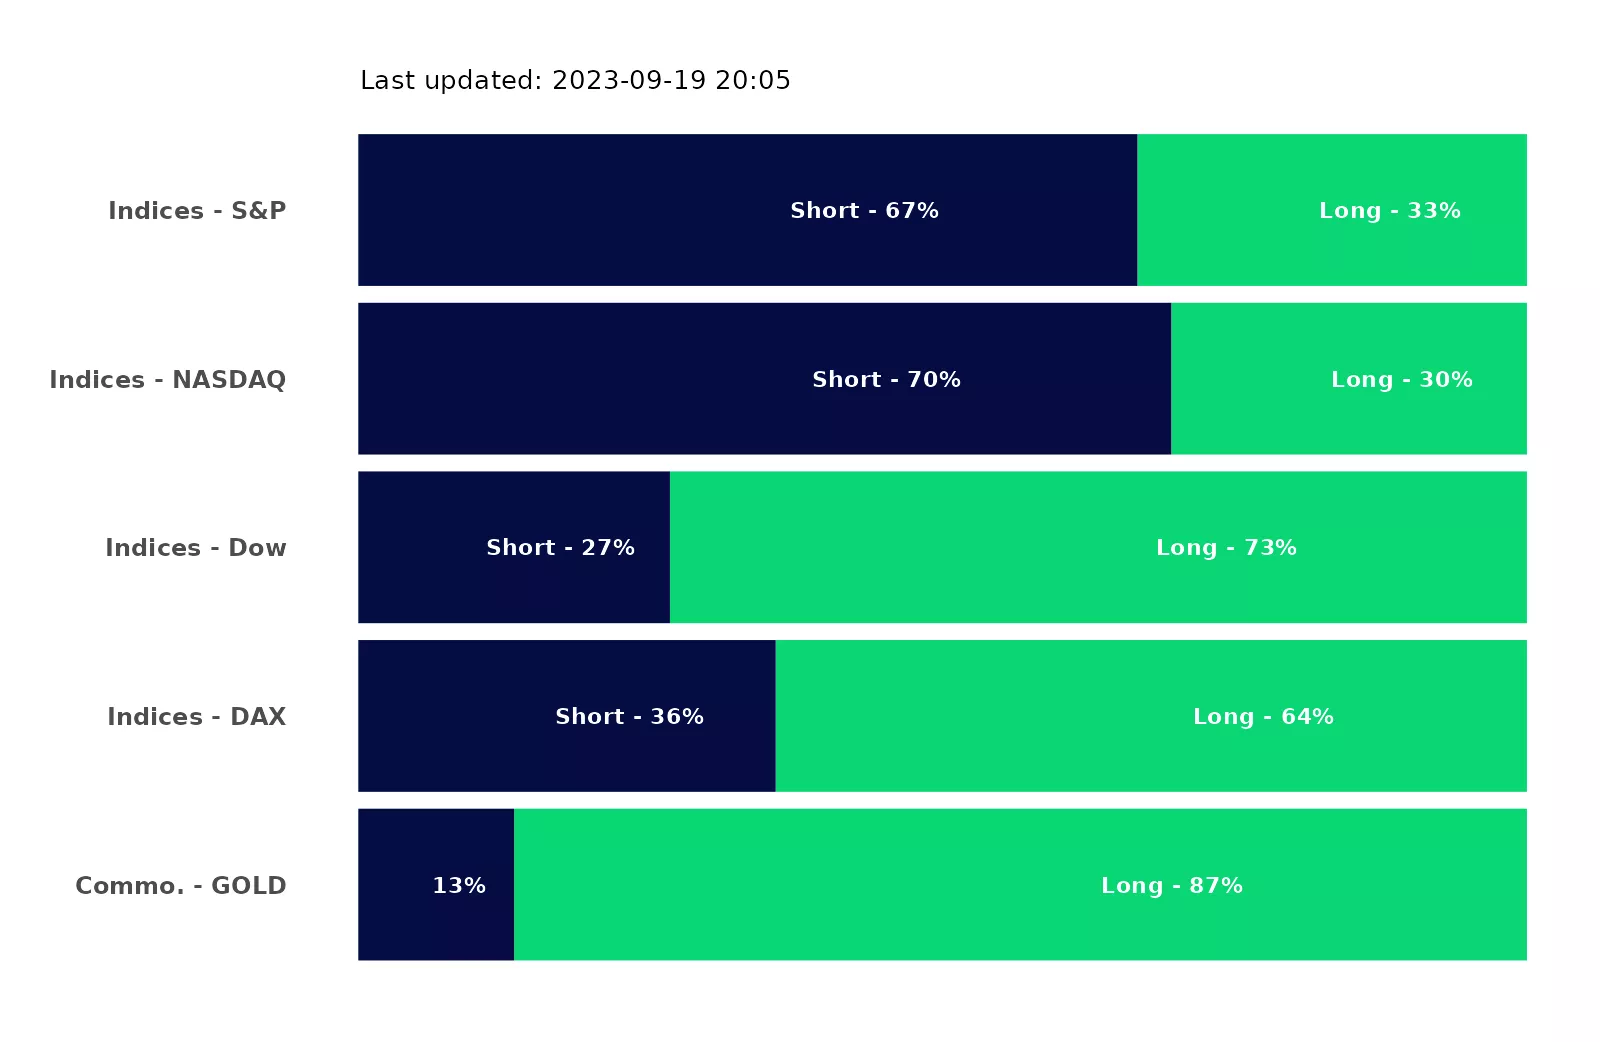 Last updated: 2023-09-19 20:05
Indices - S&P Short - 67% Long - 33%
Indices - NASDAQ Short - 70% Long - 30%
Indices - Dow Short - 27% Long - 73%
Indices - DAX Short - 36% Long - 64%
Commo. - GOLD 13% Long - 87%